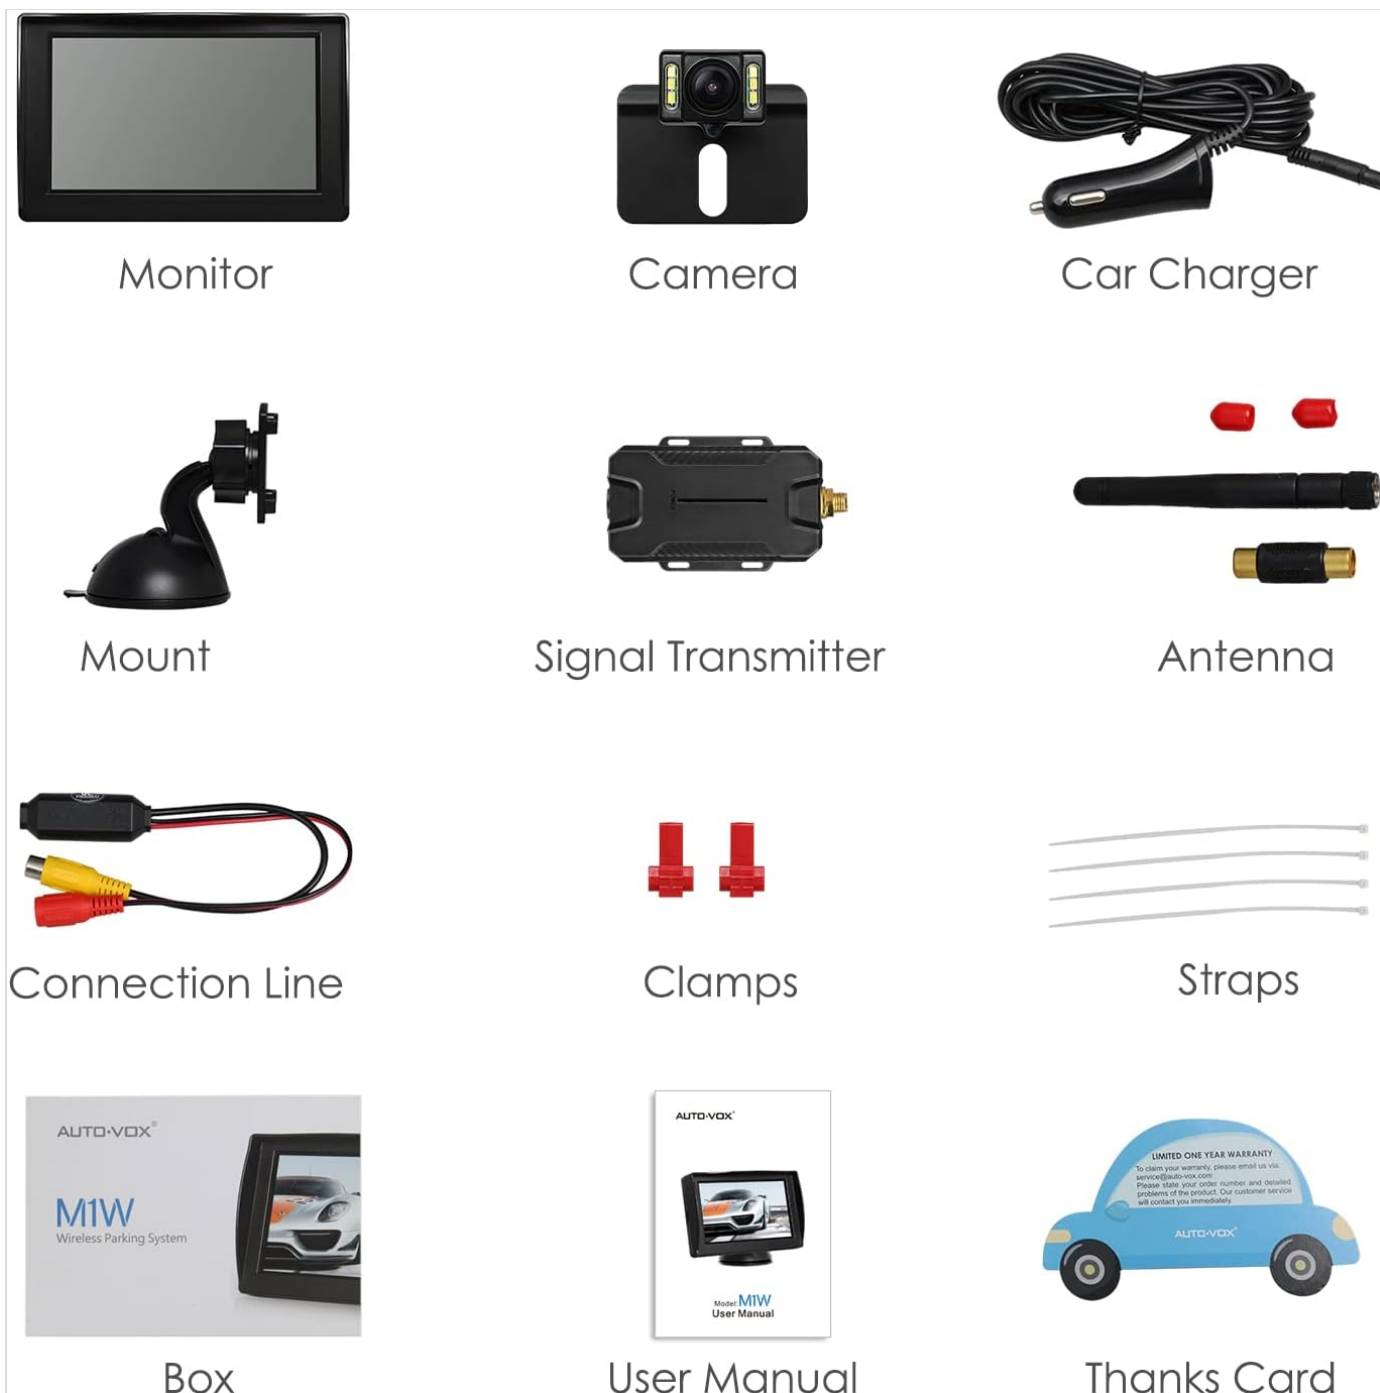 Monitor
Camera
Car Charger
Mount
Signal Transmitter
Antenna
Connection Line
Clamps
Straps
AUTO-VOX®
M1W
Wireless Parking System
AUTO-VOX®
Model:M1W
User Manual
LIMITED ONE YEAR WARRANTY
To claim your warranty, please email us via.
service@auto-vox.com
Please state your order number and detailed
problems of the product. Our customer service
will contact you immediately.
AUTO-VOX®
Box
User Manual
Thanks Card